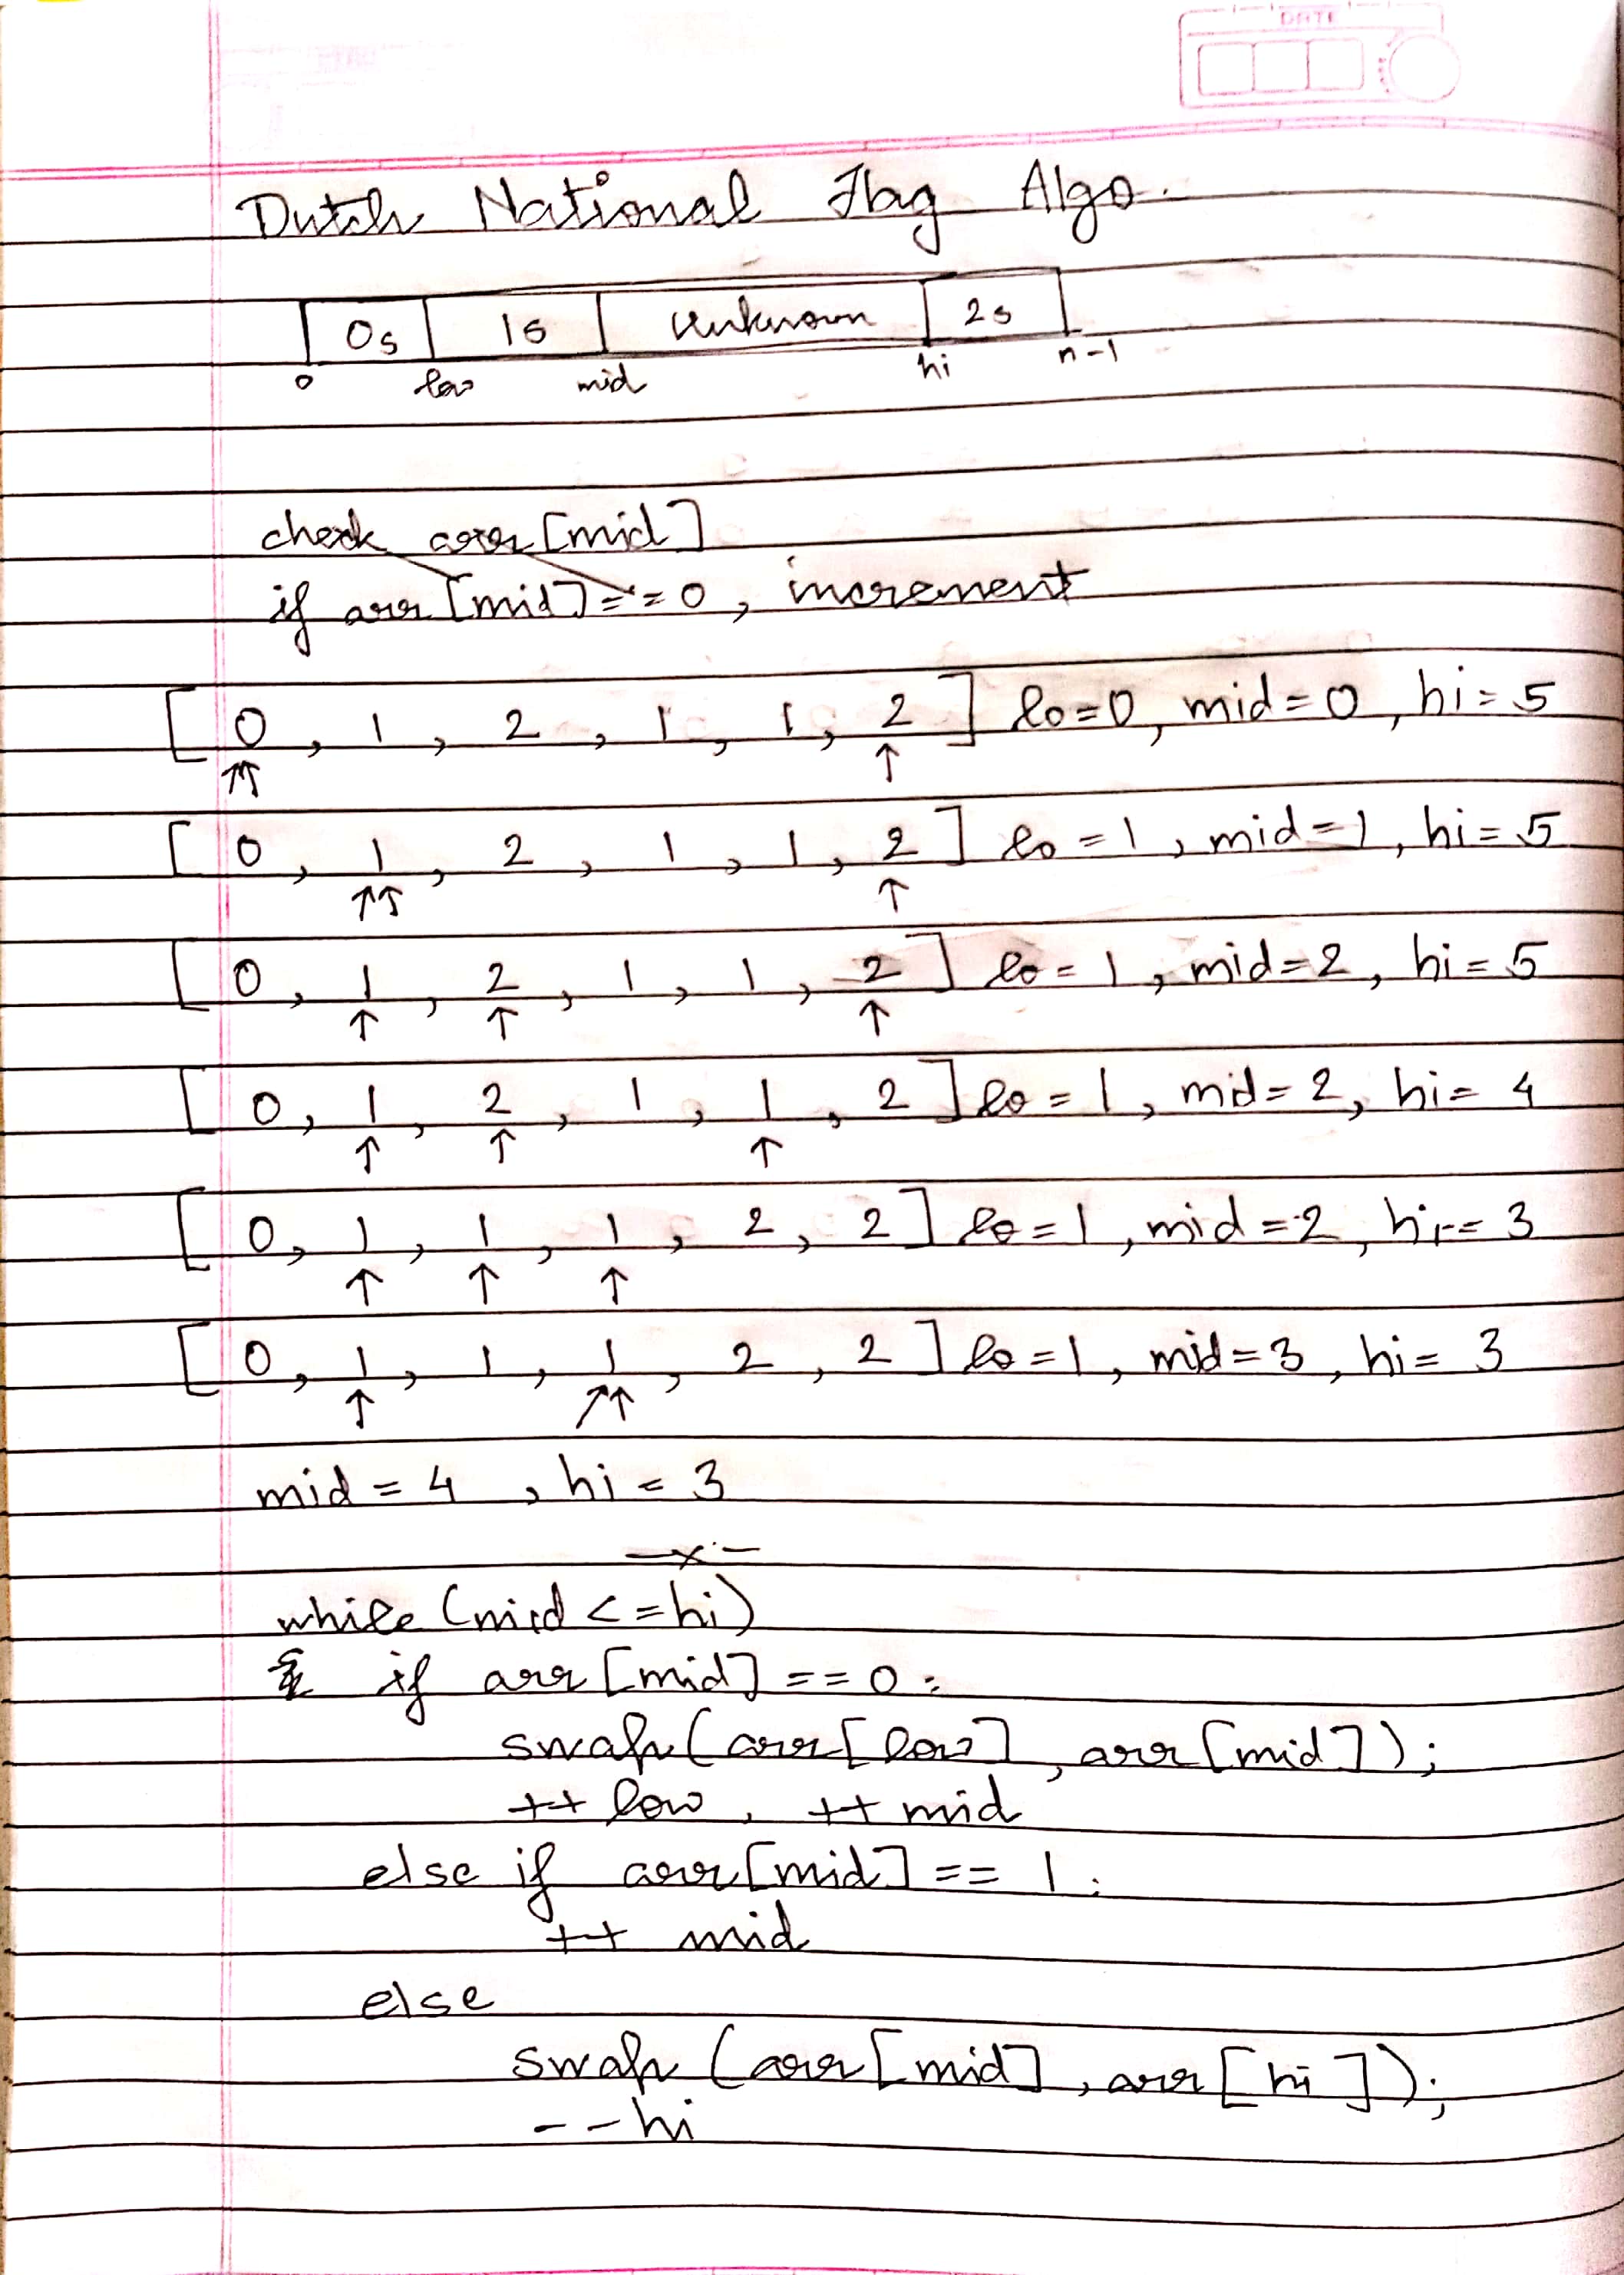 DATE
Dutch National Flag Algo.
0s 1s unknown 2s
0 low mid hi n-1
check arr[mid]
if arr[mid]==0, increment
[0, 1, 2, 1, 1, 2] lo=0, mid=0, hi=5
↑↑ ↑
[0, 1, 2, 1, 1, 2] lo=1, mid=1, hi=5
↑↑ ↑
[0, 1, 2, 1, 1, 2] lo=1, mid=2, hi=5
↑ ↑ ↑
[0, 1, 2, 1, 1, 2] lo=1, mid=2, hi=4
↑ ↑ ↑
[0, 1, 1, 1, 2, 2] lo=1, mid=2, hi=3
↑ ↑ ↑
[0, 1, 1, 1, 2, 2] lo=1, mid=3, hi=3
↑ ↑↑
mid=4, hi=3
—x—
while(mid<=hi)
if arr[mid]==0:
swap(arr[low], arr[mid]);
++low, ++mid
else if arr[mid]==1:
++mid
else
swap(arr[mid], arr[hi]);
--hi